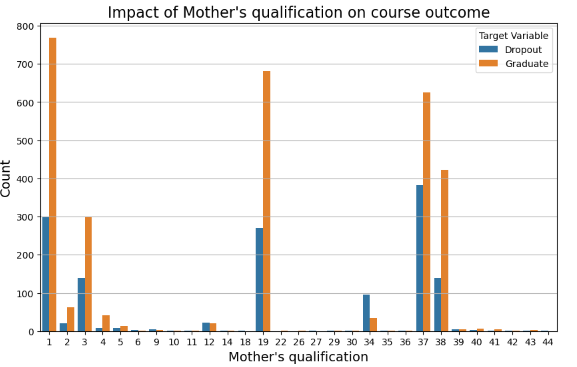 Impact of Mother's qualification on course outcome
Target Variable
Dropout
Graduate
Count
800
700
600
500
400
300
200
100
0
1 2 3 4 5 6 9 10 11 12 14 18 19 22 26 27 29 30 34 35 36 37 38 39 40 41 42 43 44
Mother's qualification